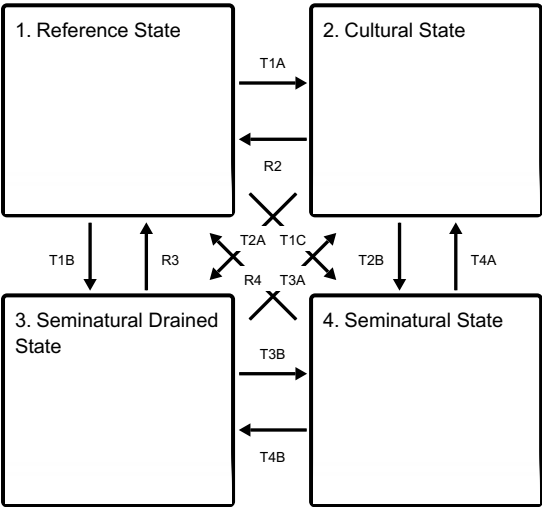 1. Reference State
2. Cultural State
T1A
R2
T2A
T1C
T1B
R3
T2B
T4A
R4
T3A
3. Seminatural Drained
State
4. Seminatural State
T3B
T4B